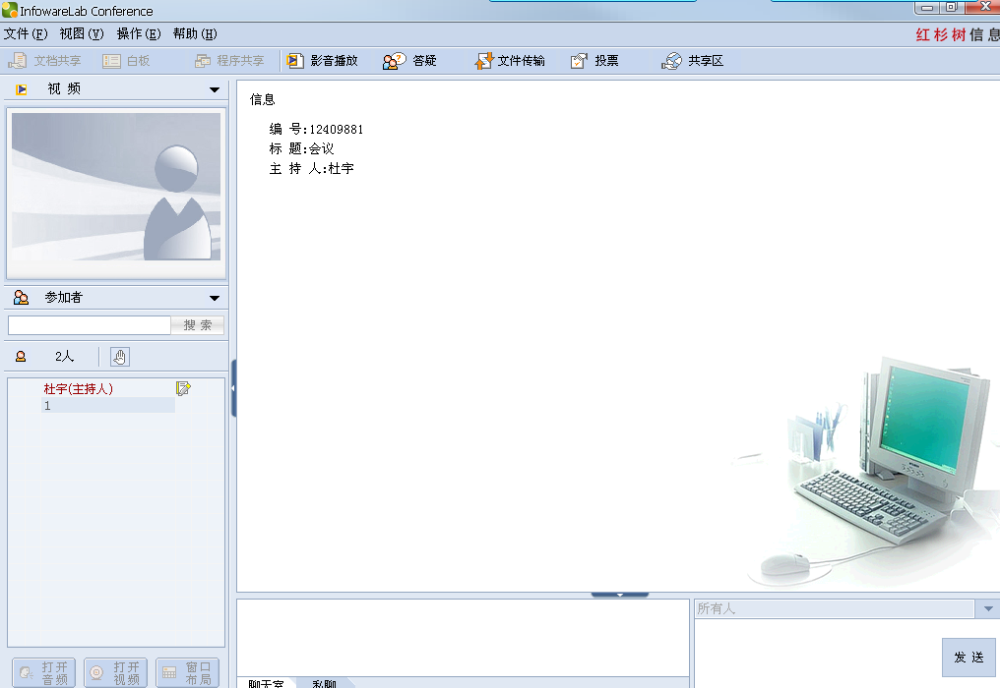 InfowareLab Conference
文件(F) 视图(V) 操作(E) 帮助(H)
红杉树信息
文档共享 白板 程序共享 影音播放 答疑 文件传输 投票 共享区
视 频
信息
编 号:12409881
标 题:会议
主 持 人:杜宇
参加者
搜 索
2人
杜宇(主持人)
1
所有人
发 送
打开
音频
打开
视频
窗口
布局
聊天室 私聊